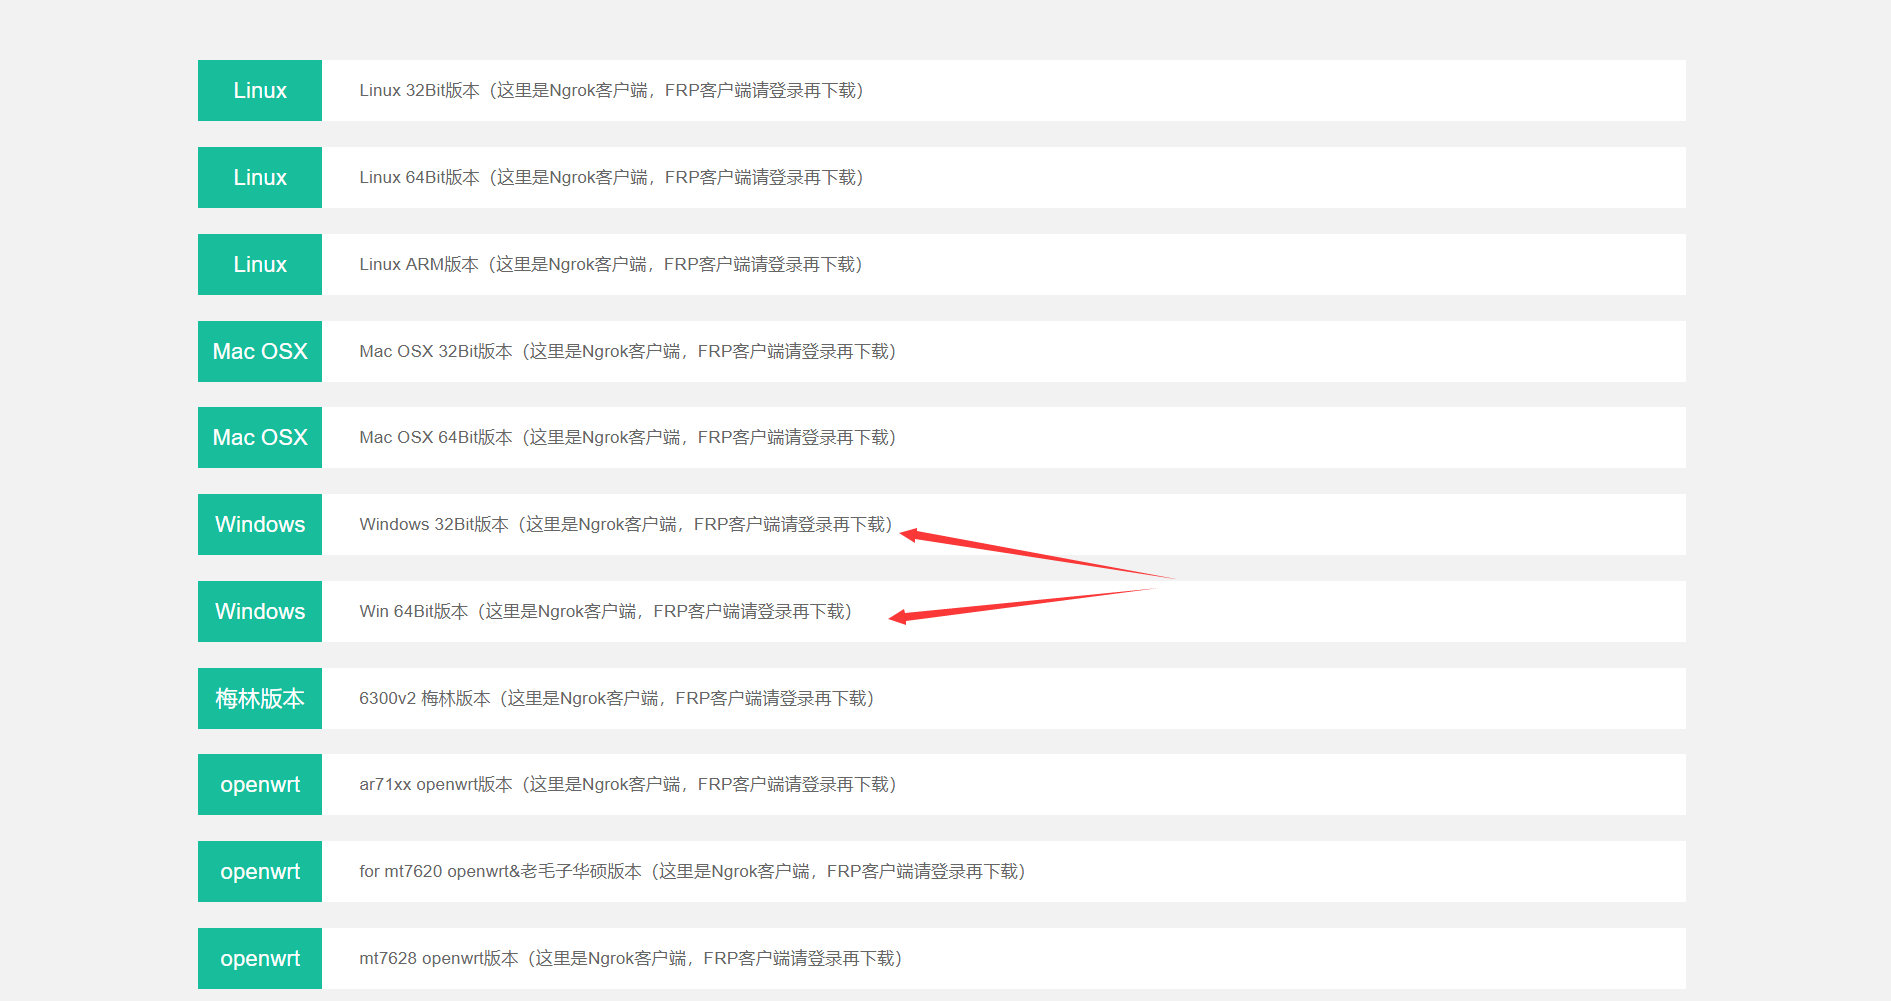 Linux Linux 32Bit版本（这里是Ngrok客户端，FRP客户端请登录再下载）
Linux Linux 64Bit版本（这里是Ngrok客户端，FRP客户端请登录再下载）
Linux Linux ARM版本（这里是Ngrok客户端，FRP客户端请登录再下载）
Mac OSX Mac OSX 32Bit版本（这里是Ngrok客户端，FRP客户端请登录再下载）
Mac OSX Mac OSX 64Bit版本（这里是Ngrok客户端，FRP客户端请登录再下载）
Windows Windows 32Bit版本（这里是Ngrok客户端，FRP客户端请登录再下载）
Windows Win 64Bit版本（这里是Ngrok客户端，FRP客户端请登录再下载）
梅林版本 6300v2 梅林版本（这里是Ngrok客户端，FRP客户端请登录再下载）
openwrt ar71xx openwrt版本（这里是Ngrok客户端，FRP客户端请登录再下载）
openwrt for mt7620 openwrt&老毛子华硕版本（这里是Ngrok客户端，FRP客户端请登录再下载）
openwrt mt7628 openwrt版本（这里是Ngrok客户端，FRP客户端请登录再下载）